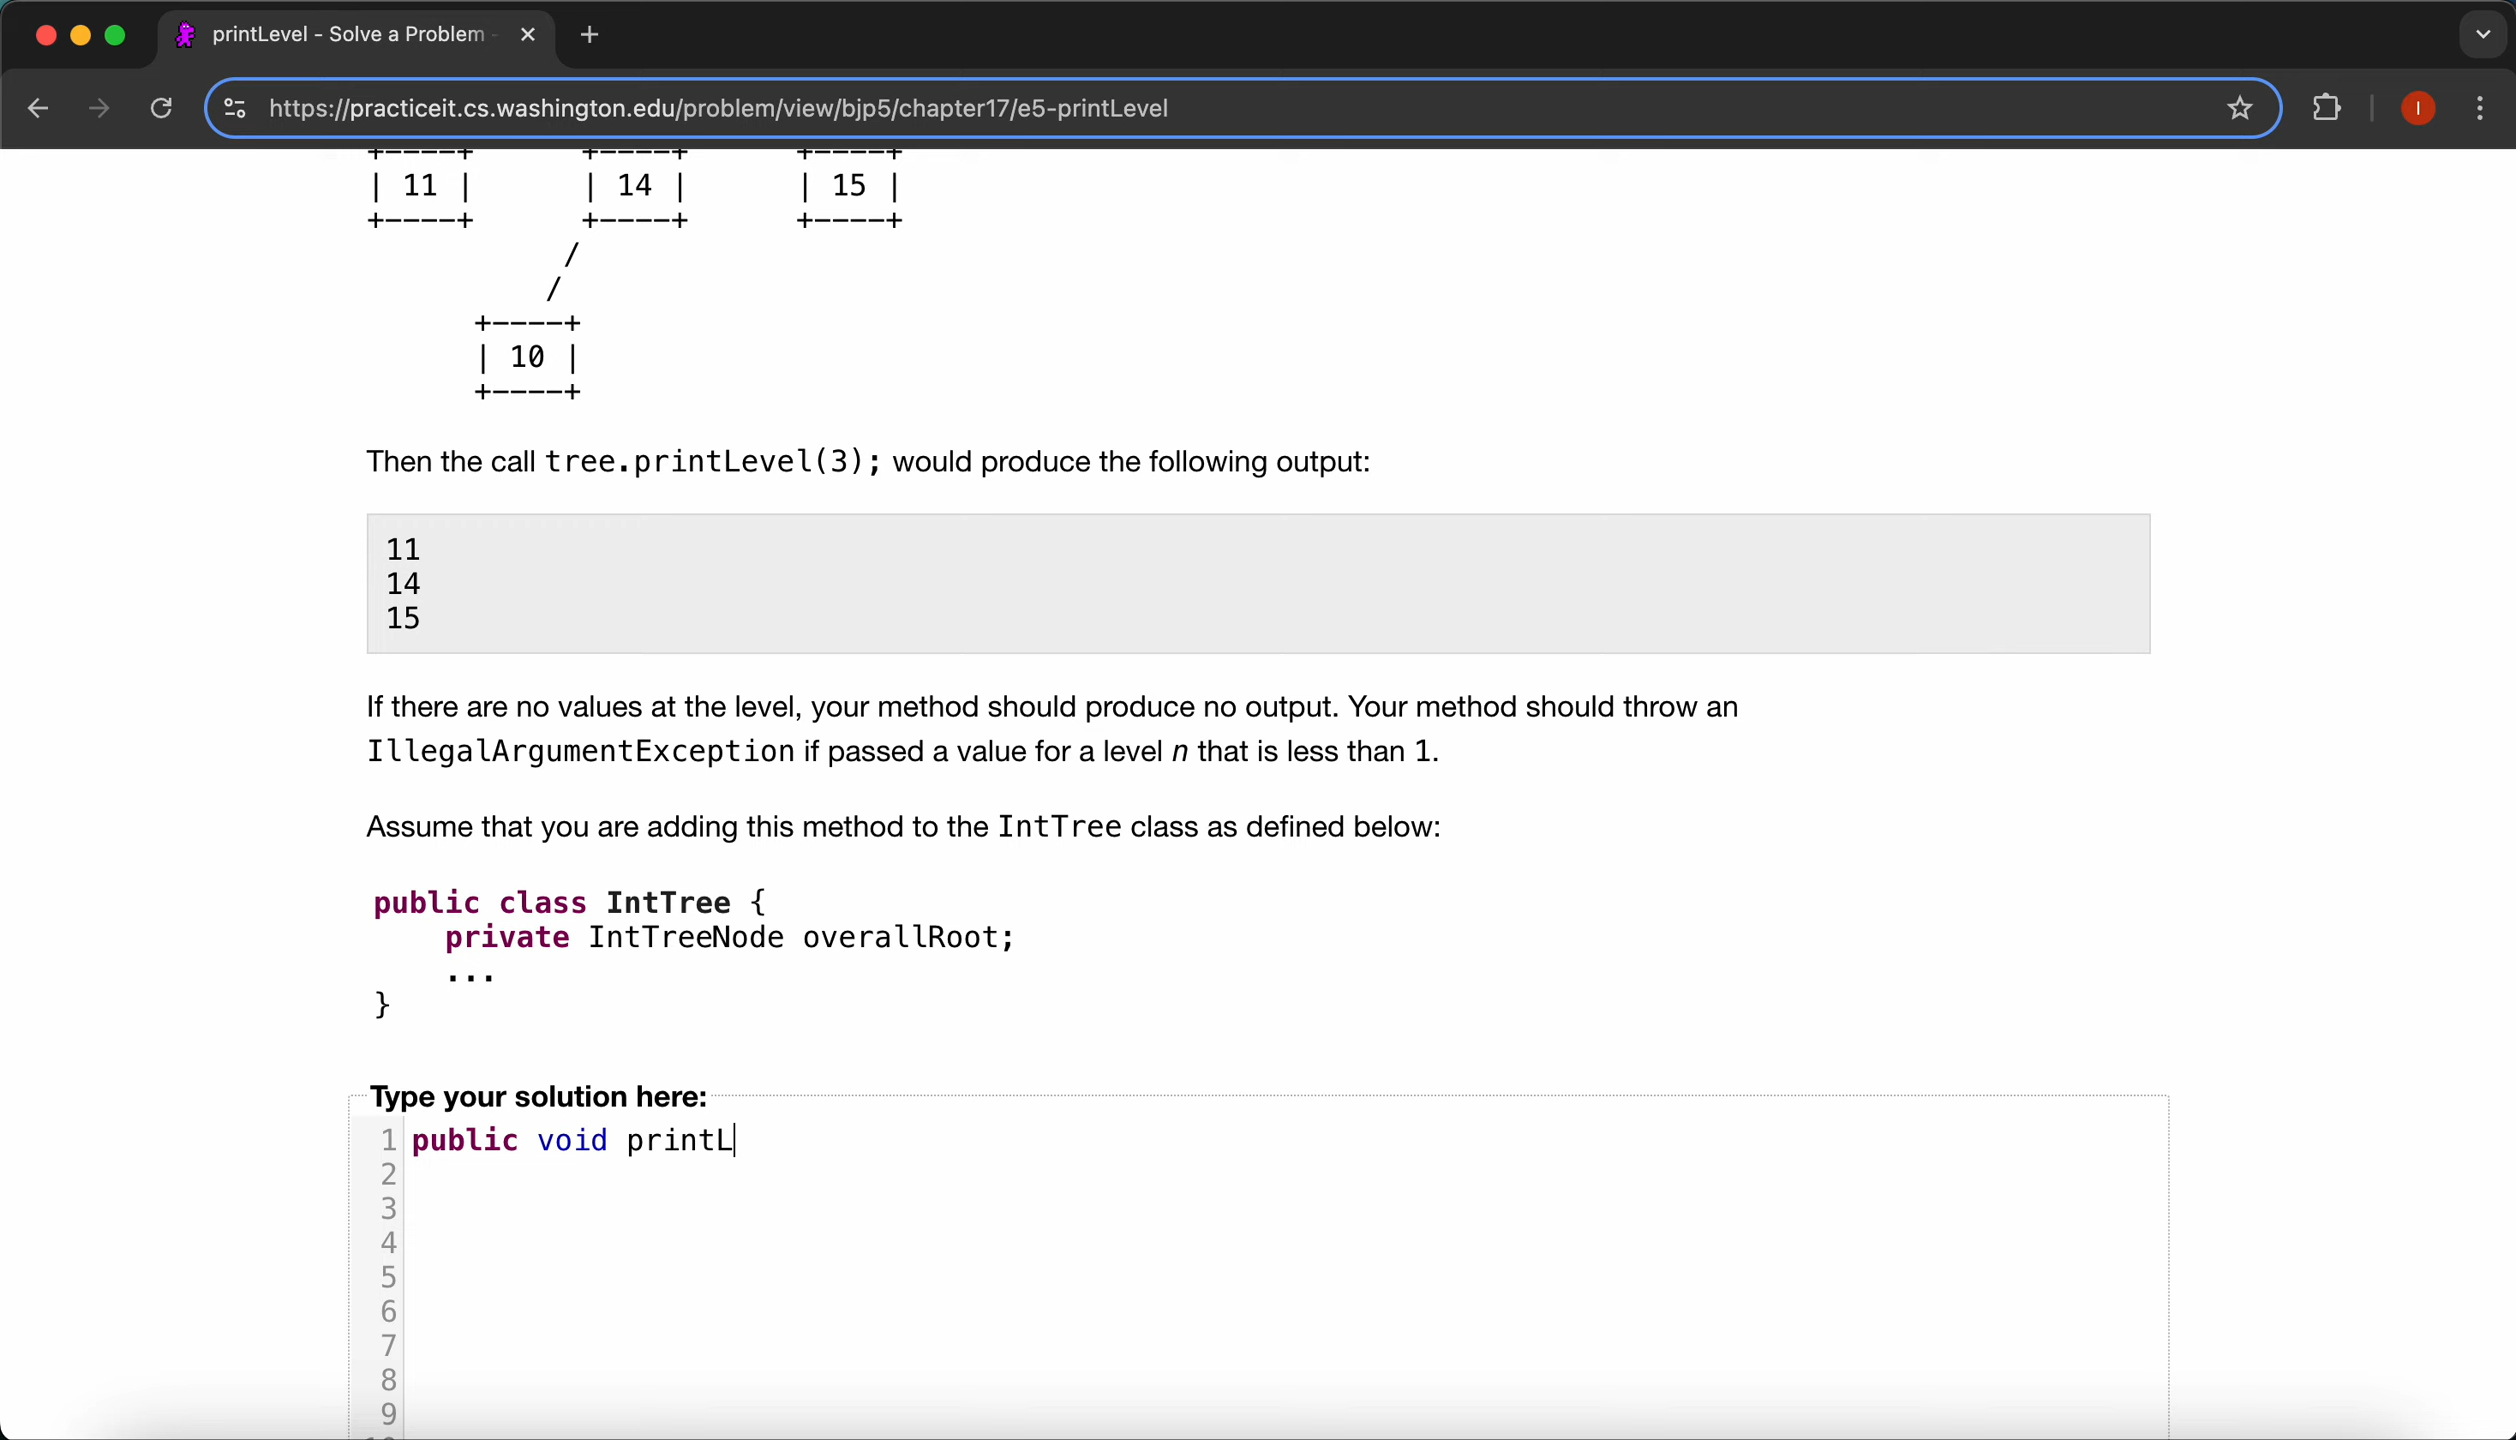 printLevel - Solve a Problem -
https://practiceit.cs.washington.edu/problem/view/bjp5/chapter17/e5-printLevel
I
+----+      +----+      +----+
| 11 |      | 14 |      | 15 |
+----+      +----+      +----+
           /
          /
      +----+
      | 10 |
      +----+
Then the call tree.printLevel(3); would produce the following output:
11
14
15
If there are no values at the level, your method should produce no output. Your method should throw an
IllegalArgumentException if passed a value for a level n that is less than 1.
Assume that you are adding this method to the IntTree class as defined below:
public class IntTree {
    private IntTreeNode overallRoot;
    ...
}
Type your solution here:
1 public void printL
2
3
4
5
6
7
8
9